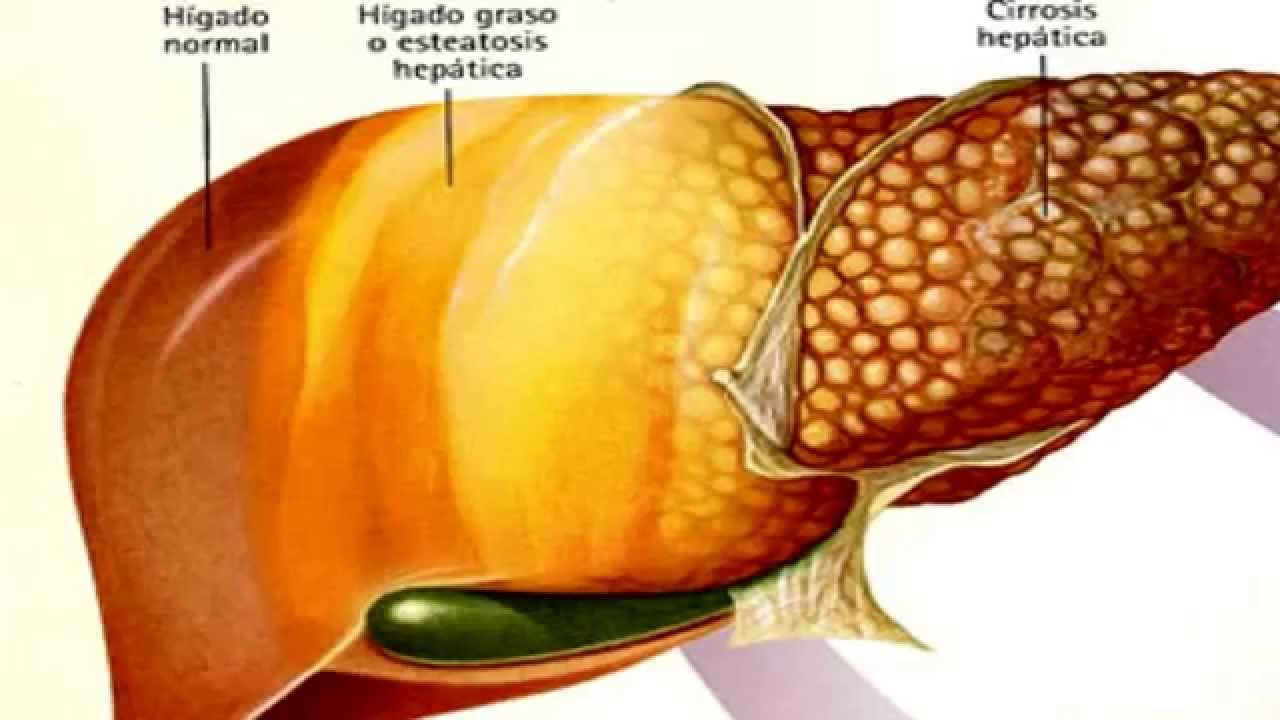 Hígado
normal
Hígado graso
o esteatosis
hepática
Cirrosis
hepática